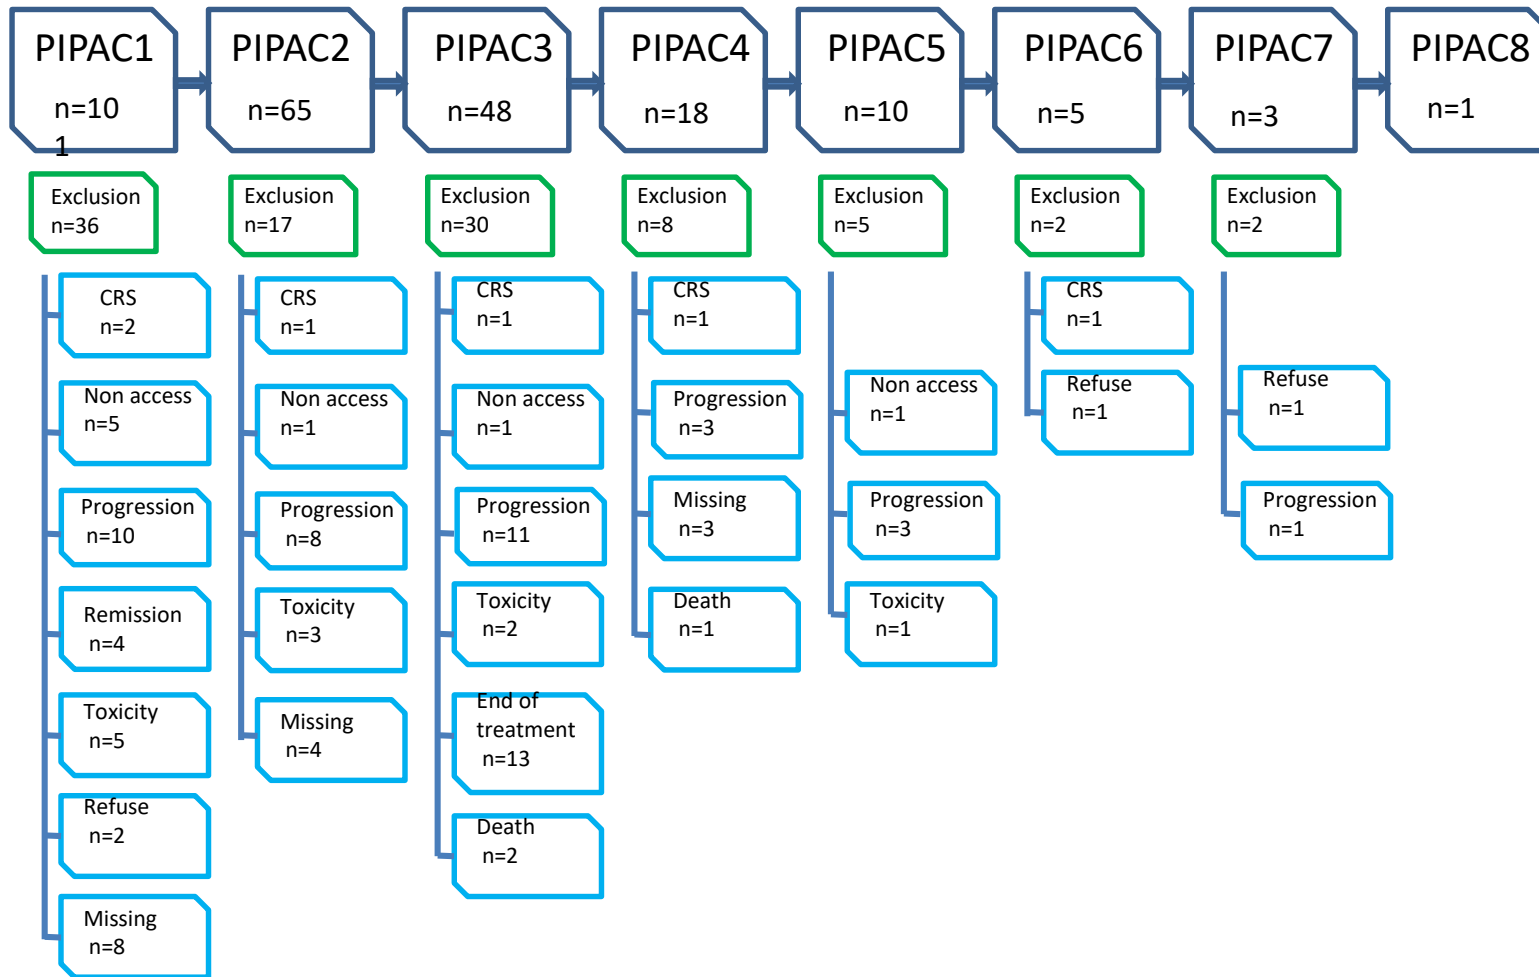 PIPAC1
n=10
1
PIPAC2
n=65
PIPAC3
n=48
PIPAC4
n=18
PIPAC5
n=10
PIPAC6
n=5
PIPAC7
n=3
PIPAC8
n=1
Exclusion
n=36
Exclusion
n=17
Exclusion
n=30
Exclusion
n=8
Exclusion
n=5
Exclusion
n=2
Exclusion
n=2
CRS
n=2
Non access
n=5
Progression
n=10
Remission
n=4
Toxicity
n=5
Refuse
n=2
Missing
n=8
CRS
n=1
Non access
n=1
Progression
n=8
Toxicity
n=3
Missing
n=4
CRS
n=1
Non access
n=1
Progression
n=11
Toxicity
n=2
End of
treatment
n=13
Death
n=2
CRS
n=1
Progression
n=3
Missing
n=3
Death
n=1
Non access
n=1
Progression
n=3
Toxicity
n=1
CRS
n=1
Refuse
n=1
Refuse
n=1
Progression
n=1